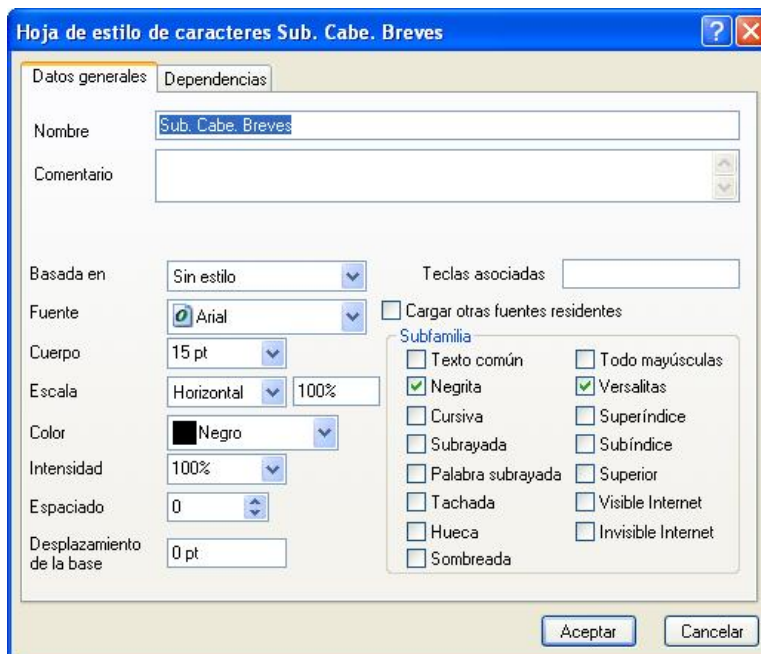 Hoja de estilo de caracteres Sub. Cabe. Breves
Datos generales
Dependencias
Nombre
Sub. Cabe. Breves
Comentario
Basada en
Sin estilo
Teclas asociadas
Fuente
Arial
Cargar otras fuentes residentes
Cuerpo
15 pt
Escala
Horizontal
100%
Color
Negro
Intensidad
100%
Espaciado
0
Desplazamiento
de la base
0 pt
Subfamilia
Texto común
Todo mayúsculas
Negrita
Versalitas
Cursiva
Superíndice
Subrayada
Subíndice
Palabra subrayada
Superior
Tachada
Visible Internet
Hueca
Invisible Internet
Sombreada
Aceptar
Cancelar